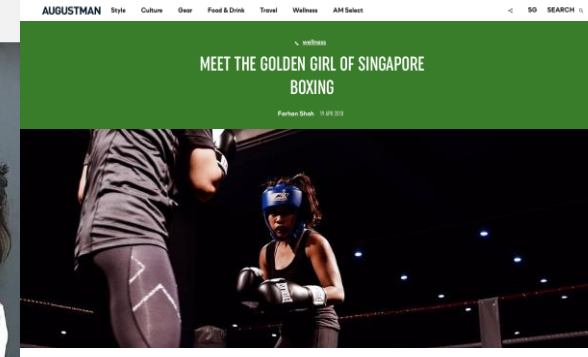 AUGUSTMAN Style Culture Gear Food & Drink Travel Wellness AM Select SG SEARCH
wellness
MEET THE GOLDEN GIRL OF SINGAPORE
BOXING
Farhan Shah 19 APR 2018